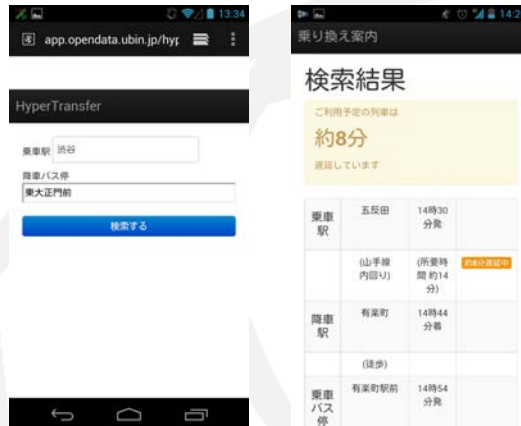 13:34
app.opendata.ubin.jp/hyp
HyperTransfer
乗車駅 渋谷
降車バス停
東大正門前
検索する
14:2
乗り換え案内
検索結果
ご利用予定の列車は
約8分
遅延しています
乗車駅 五反田 14時30分発
(山手線内回り) (所要時間 約14分) 約8分遅延中
降車駅 有楽町 14時44分着
(徒歩)
乗車バス停 有楽町駅前 14時54分発